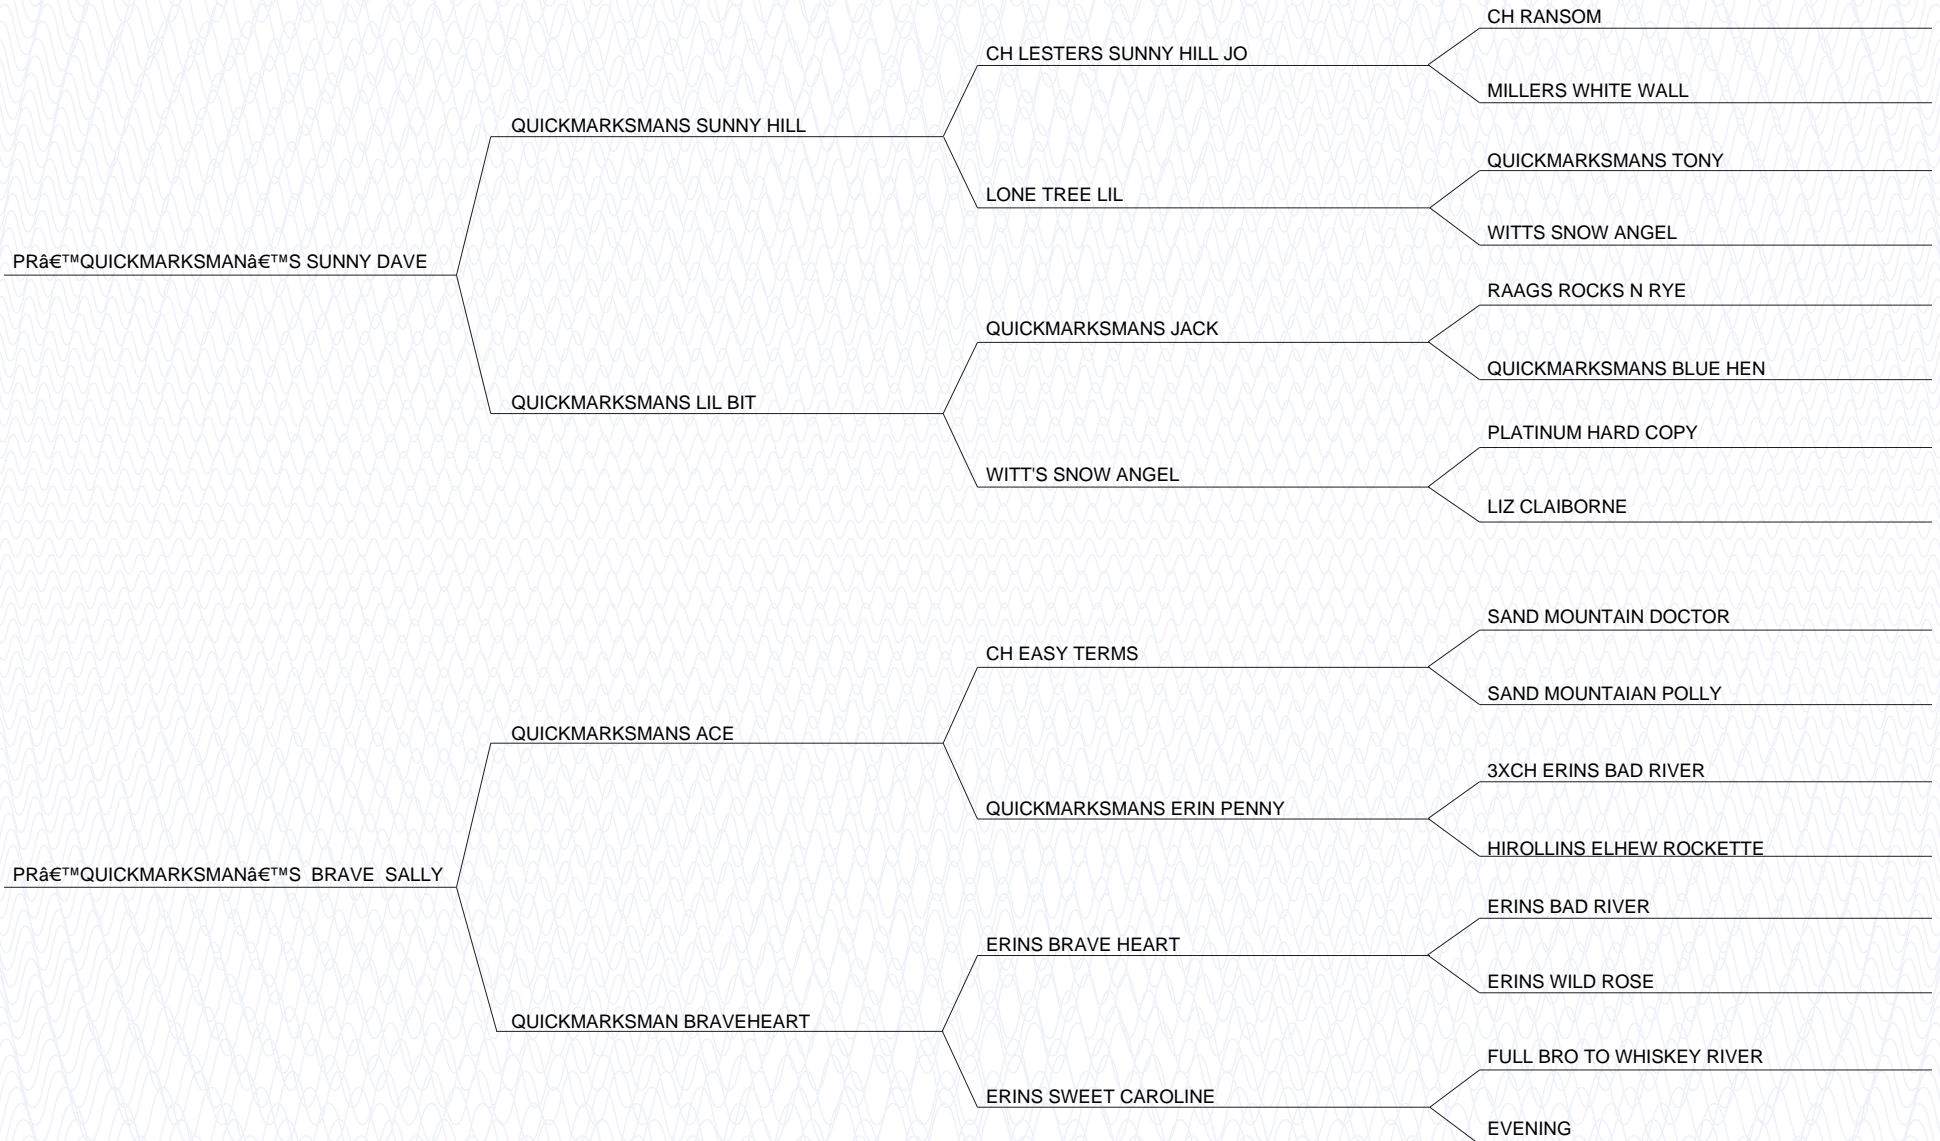 CH RANSOM
CH LESTERS SUNNY HILL JO
MILLERS WHITE WALL
QUICKMARKSMANS SUNNY HILL
QUICKMARKSMANS TONY
LONE TREE LIL
WITTS SNOW ANGEL
PRâ€™QUICKMARKSMANâ€™S SUNNY DAVE
RAAGS ROCKS N RYE
QUICKMARKSMANS JACK
QUICKMARKSMANS BLUE HEN
QUICKMARKSMANS LIL BIT
PLATINUM HARD COPY
WITT'S SNOW ANGEL
LIZ CLAIBORNE
SAND MOUNTAIN DOCTOR
CH EASY TERMS
SAND MOUNTAIAN POLLY
QUICKMARKSMANS ACE
3XCH ERINS BAD RIVER
QUICKMARKSMANS ERIN PENNY
HIROLLINS ELHEW ROCKETTE
PRâ€™QUICKMARKSMANâ€™S  BRAVE  SALLY
ERINS BAD RIVER
ERINS BRAVE HEART
ERINS WILD ROSE
QUICKMARKSMAN BRAVEHEART
FULL BRO TO WHISKEY RIVER
ERINS SWEET CAROLINE
EVENING